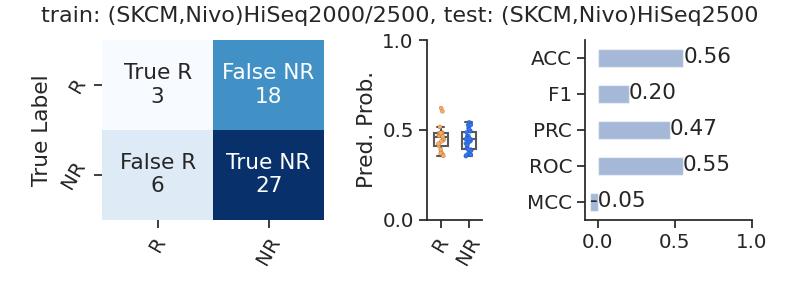 train: (SKCM,Nivo)HiSeq2000/2500, test: (SKCM,Nivo)HiSeq2500
True Label
R
NR
True R
3
False NR
18
False R
6
True NR
27
R
NR
Pred. Prob.
1.0
0.5
0.0
R
NR
ACC
0.56
F1
0.20
PRC
0.47
ROC
0.55
MCC
-0.05
0.0
0.5
1.0